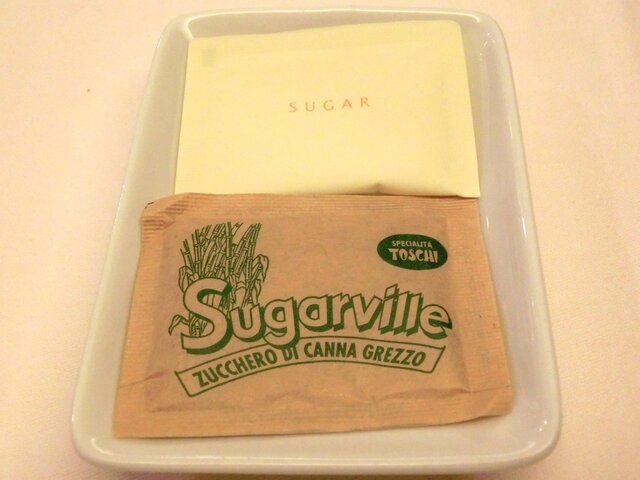 SUGAR
SPECIALITÀ
TOSCHI
Sugarville
ZUCCHERO DI CANNA GREZZO